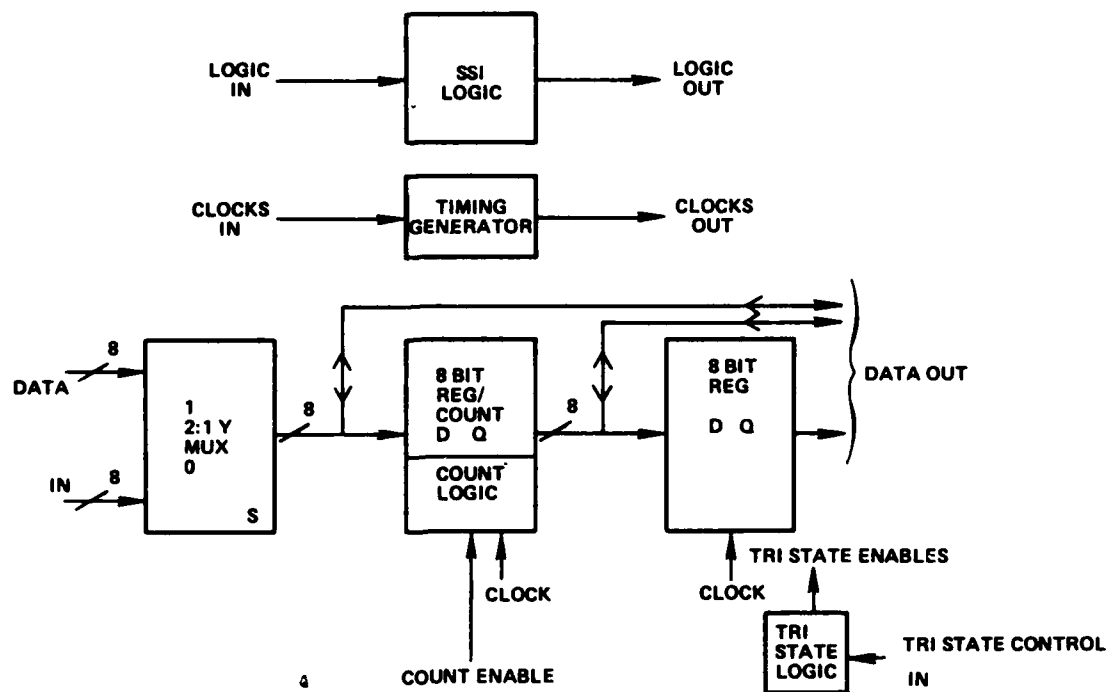 LOGIC
IN
SSI
LOGIC
LOGIC
OUT
CLOCKS
IN
TIMING
GENERATOR
CLOCKS
OUT
DATA
8
IN
8
1
2:1 Y
MUX
0
S
8
8 BIT
REG/
COUNT
D Q
COUNT
LOGIC
8
8 BIT
REG
D Q
DATA OUT
CLOCK
COUNT ENABLE
CLOCK
TRI STATE ENABLES
TRI
STATE
LOGIC
TRI STATE CONTROL
IN